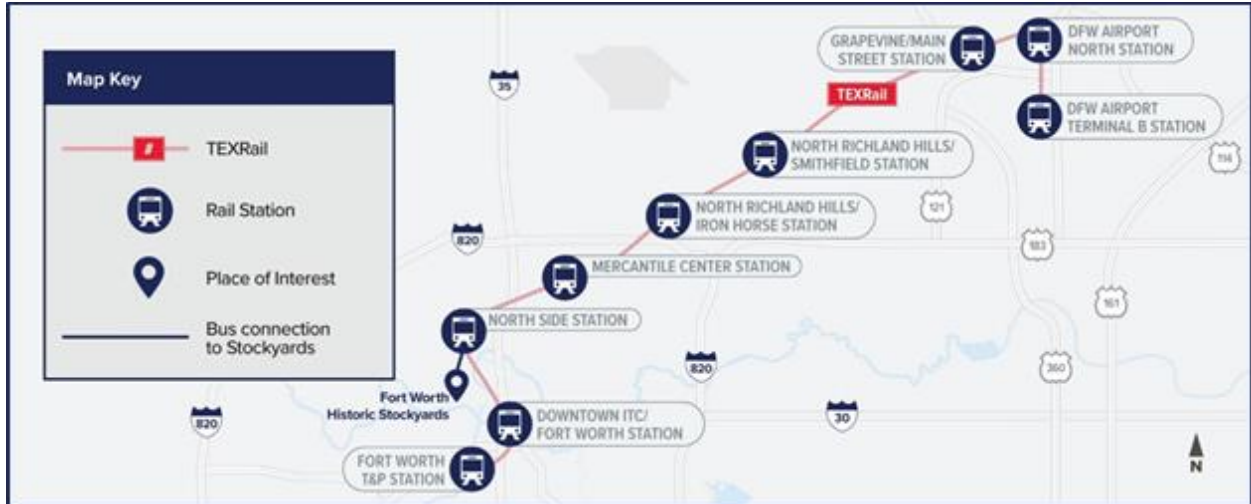 Map Key
TEXRail
Rail Station
Place of Interest
Bus connection
to Stockyards
35
820
820
820
30
121
114
183
161
360
GRAPEVINE/MAIN
STREET STATION
DFW AIRPORT
NORTH STATION
TEXRail
DFW AIRPORT
TERMINAL B STATION
NORTH RICHLAND HILLS/
SMITHFIELD STATION
NORTH RICHLAND HILLS/
IRON HORSE STATION
MERCANTILE CENTER STATION
NORTH SIDE STATION
Fort Worth
Historic Stockyards
DOWNTOWN ITC/
FORT WORTH STATION
FORT WORTH
T&P STATION
N